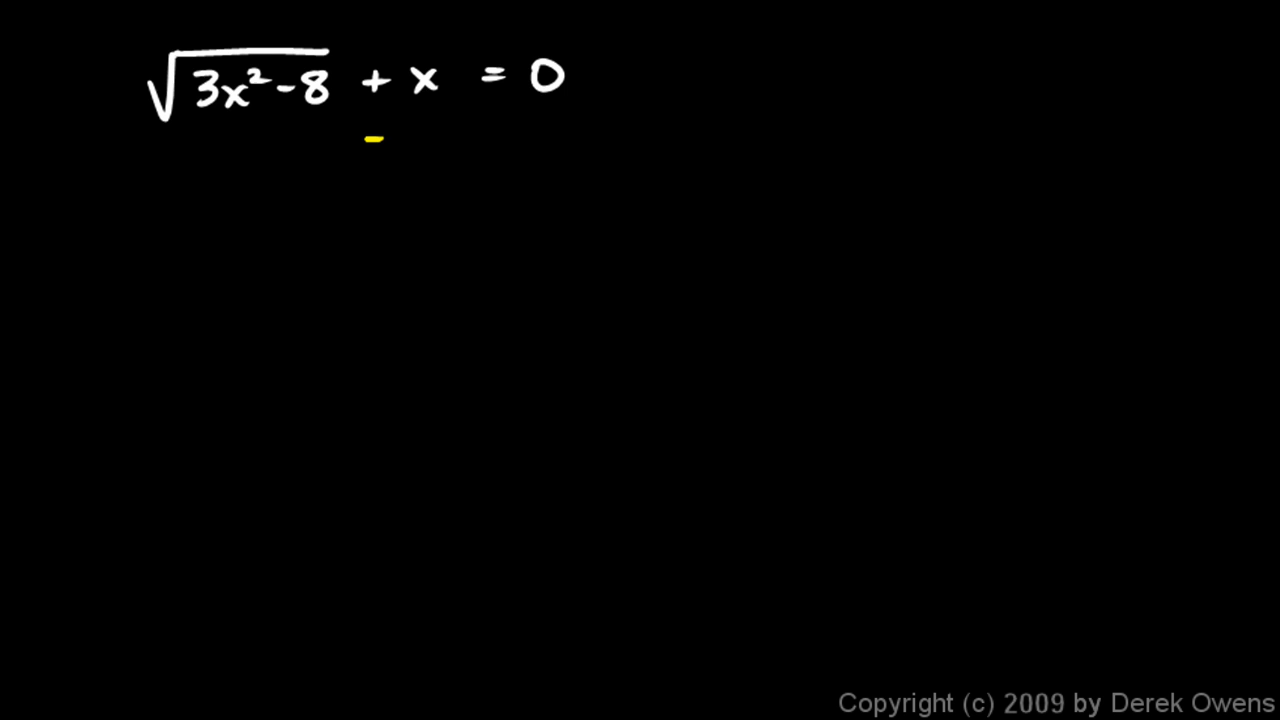 √3x²-8 + x = 0
-
Copyright (c) 2009 by Derek Owens